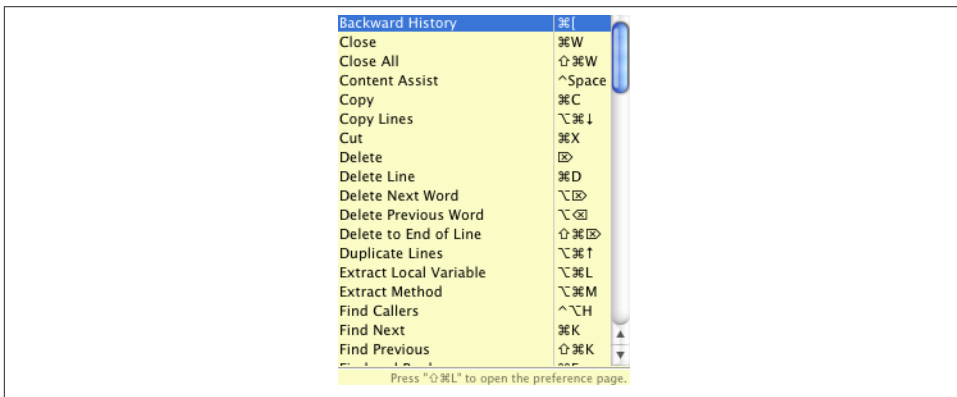 Backward History ⌘[
Close ⌘W
Close All ⇧⌘W
Content Assist ^Space
Copy ⌘C
Copy Lines ⌥⌘↓
Cut ⌘X
Delete ⌦
Delete Line ⌘D
Delete Next Word ⌥⌦
Delete Previous Word ⌥⌫
Delete to End of Line ⇧⌘⌦
Duplicate Lines ⌥⌘↑
Extract Local Variable ⌥⌘L
Extract Method ⌥⌘M
Find Callers ^⌥H
Find Next ⌘K
Find Previous ⇧⌘K
Press "⇧⌘L" to open the preference page.